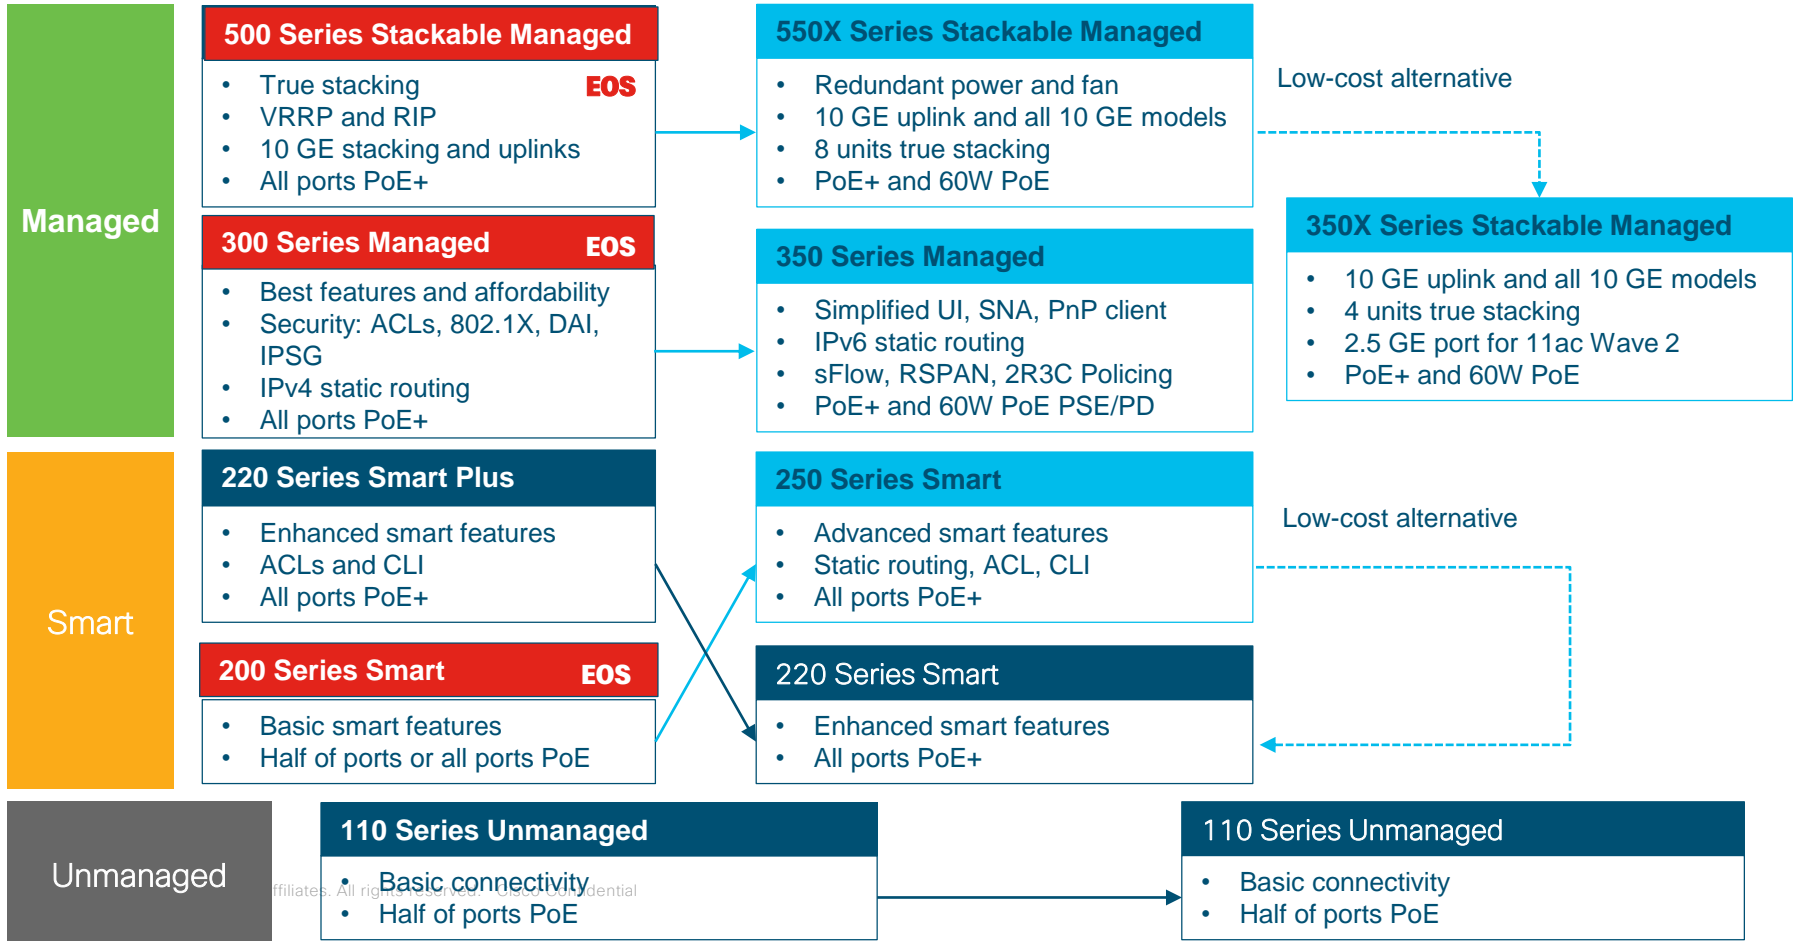 Managed
500 Series Stackable Managed
• True stacking
EOS
• VRRP and RIP
• 10 GE stacking and uplinks
• All ports PoE+
550X Series Stackable Managed
• Redundant power and fan
• 10 GE uplink and all 10 GE models
• 8 units true stacking
• PoE+ and 60W PoE
Low-cost alternative
350X Series Stackable Managed
• 10 GE uplink and all 10 GE models
• 4 units true stacking
• 2.5 GE port for 11ac Wave 2
• PoE+ and 60W PoE
300 Series Managed
EOS
• Best features and affordability
• Security: ACLs, 802.1X, DAI,
IPSG
• IPv4 static routing
• All ports PoE+
350 Series Managed
• Simplified UI, SNA, PnP client
• IPv6 static routing
• sFlow, RSPAN, 2R3C Policing
• PoE+ and 60W PoE PSE/PD
Smart
220 Series Smart Plus
• Enhanced smart features
• ACLs and CLI
• All ports PoE+
250 Series Smart
• Advanced smart features
• Static routing, ACL, CLI
• All ports PoE+
Low-cost alternative
200 Series Smart
EOS
• Basic smart features
• Half of ports or all ports PoE
220 Series Smart
• Enhanced smart features
• All ports PoE+
Unmanaged
110 Series Unmanaged
• Basic connectivity
• Half of ports PoE
ffiliates. All rights reserved. Cisco Confidential
110 Series Unmanaged
• Basic connectivity
• Half of ports PoE